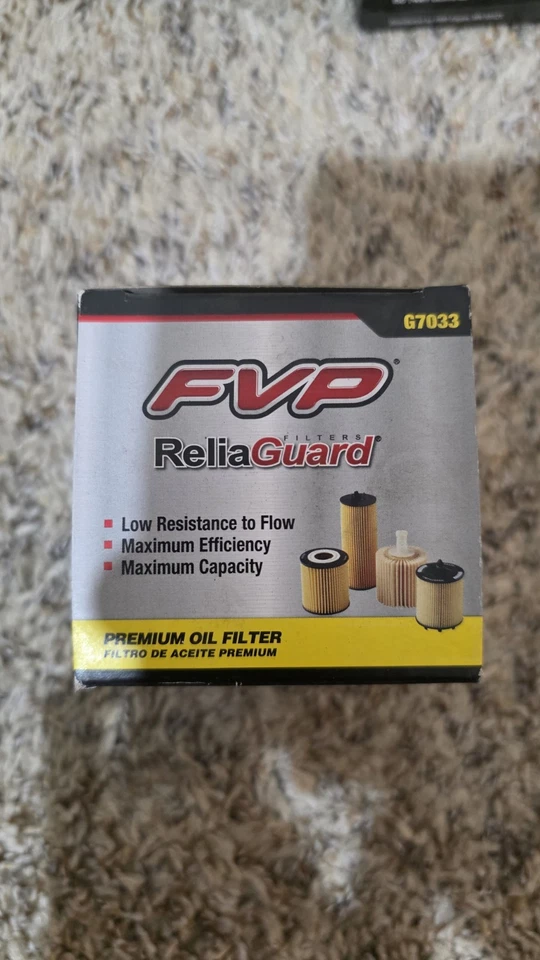 G7033
FVP
FILTERS
ReliaGuard
Low Resistance to Flow
Maximum Efficiency
Maximum Capacity
PREMIUM OIL FILTER
FILTRO DE ACEITE PREMIUM